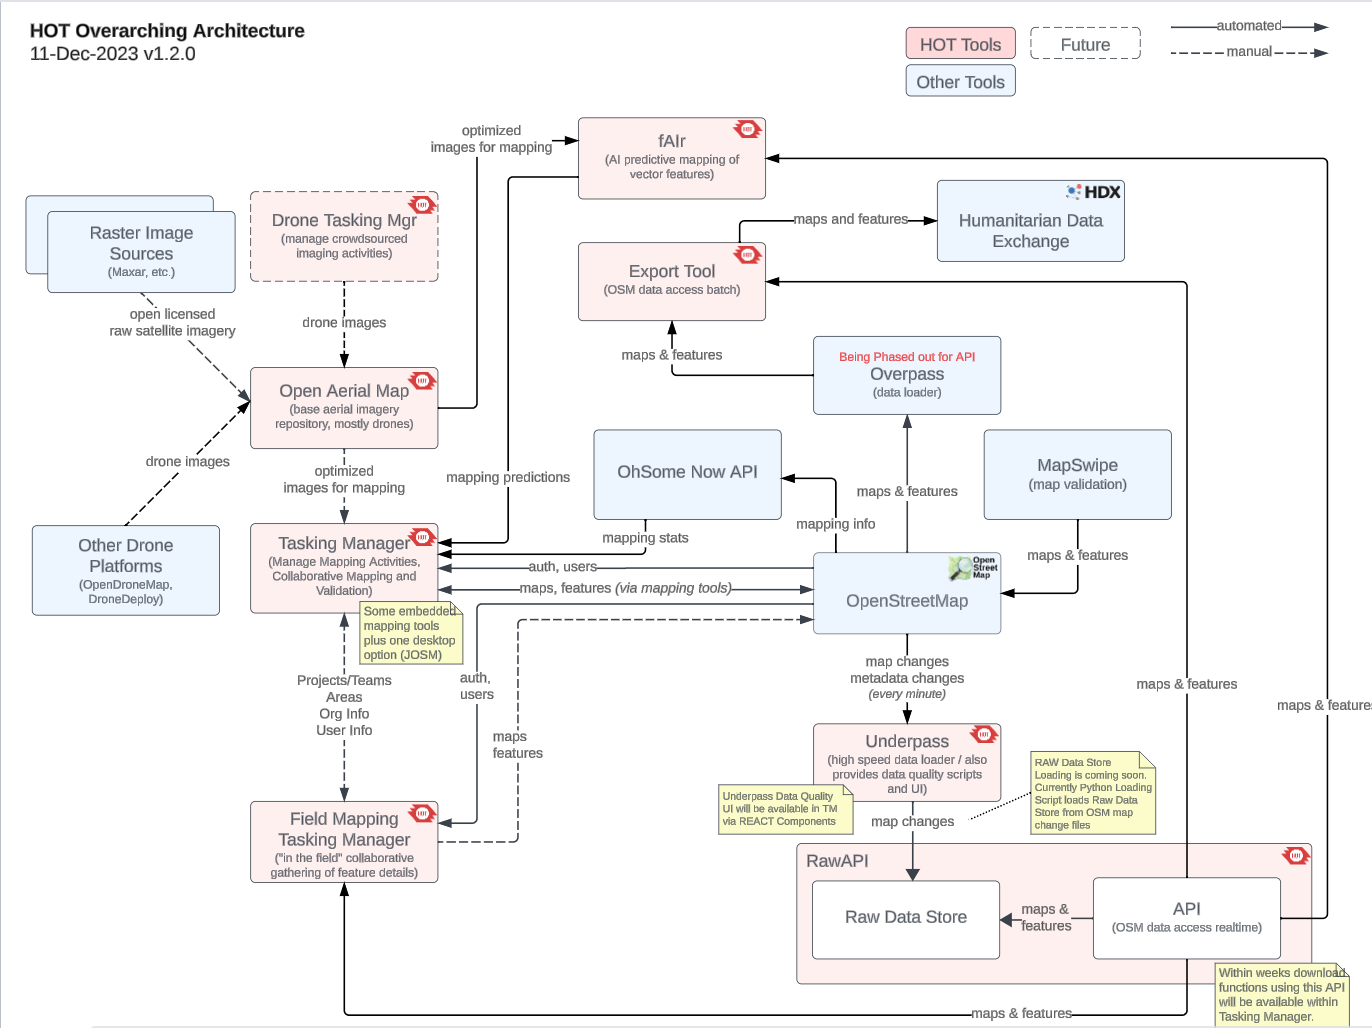 HOT Overarching Architecture
11-Dec-2023 v1.2.0
HOT Tools
Future
Other Tools
automated
manual
optimized
images for mapping
fAIr
(AI predictive mapping of
vector features)
HOT
Raster Image
Sources
(Maxar, etc.)
Drone Tasking Mgr
(manage crowdsourced
imaging activities)
HOT
HDX
Humanitarian Data
Exchange
maps and features
Export Tool
(OSM data access batch)
HOT
open licensed
raw satellite imagery
drone images
maps & features
Being Phased out for API
Overpass
(data loader)
Open Aerial Map
(base aerial imagery
repository, mostly drones)
HOT
drone images
optimized
images for mapping
mapping predictions
OhSome Now API
MapSwipe
(map validation)
maps & features
mapping info
mapping stats
maps & features
Other Drone
Platforms
(OpenDroneMap,
DroneDeploy)
Tasking Manager
(Manage Mapping Activities,
Collaborative Mapping and
Validation)
HOT
auth, users
maps, features (via mapping tools)
Open
Street
Map
OpenStreetMap
Some embedded
mapping tools
plus one desktop
option (JOSM)
Projects/Teams
Areas
Org Info
User Info
auth,
users
maps
features
map changes
metadata changes
(every minute)
maps & features
maps & features
Underpass
(high speed data loader / also
provides data quality scripts
and UI)
HOT
Underpass Data Quality
UI will be available in TM
via REACT Components
RAW Data Store
Loading is coming soon.
Currently Python Loading
Script loads Raw Data
Store from OSM map
change files
map changes
Field Mapping
Tasking Manager
("in the field" collaborative
gathering of feature details)
HOT
RawAPI
HOT
Raw Data Store
maps &
features
API
(OSM data access realtime)
Within weeks download
functions using this API
will be available within
Tasking Manager.
maps & features